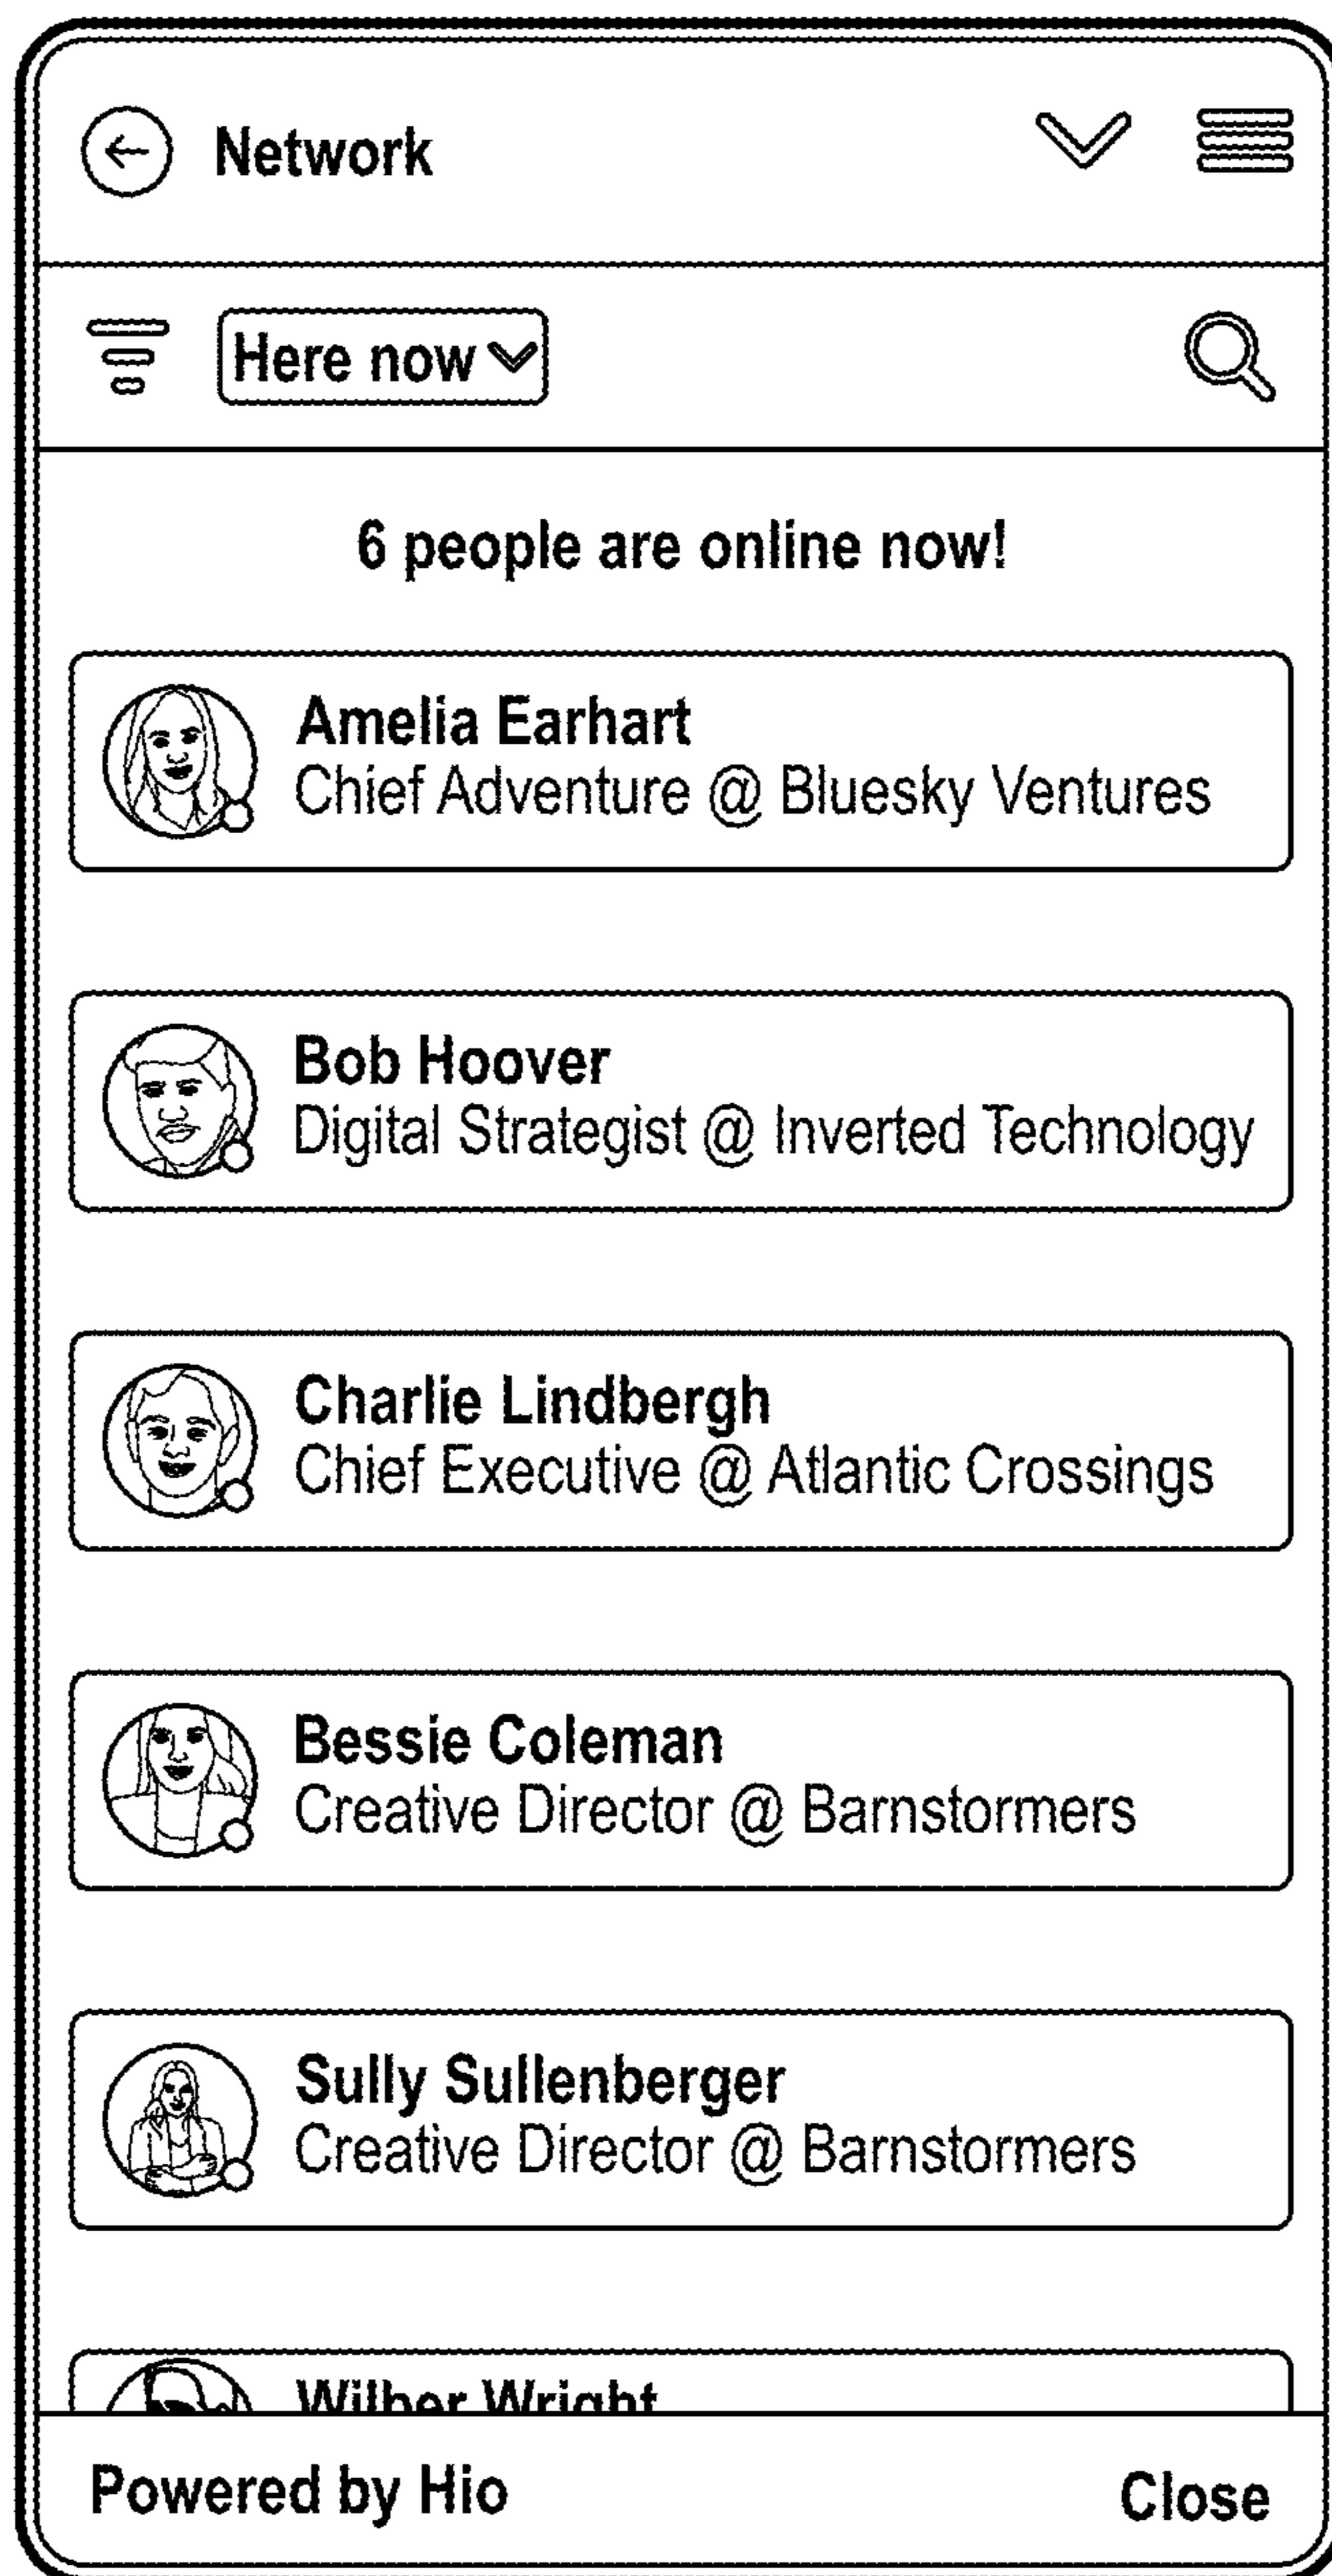 Network
Here now
6 people are online now!
Amelia Earhart
Chief Adventure @ Bluesky Ventures
Bob Hoover
Digital Strategist @ Inverted Technology
Charlie Lindbergh
Chief Executive @ Atlantic Crossings
Bessie Coleman
Creative Director @ Barnstormers
Sully Sullenberger
Creative Director @ Barnstormers
Wilber Wright
Powered by Hio
Close